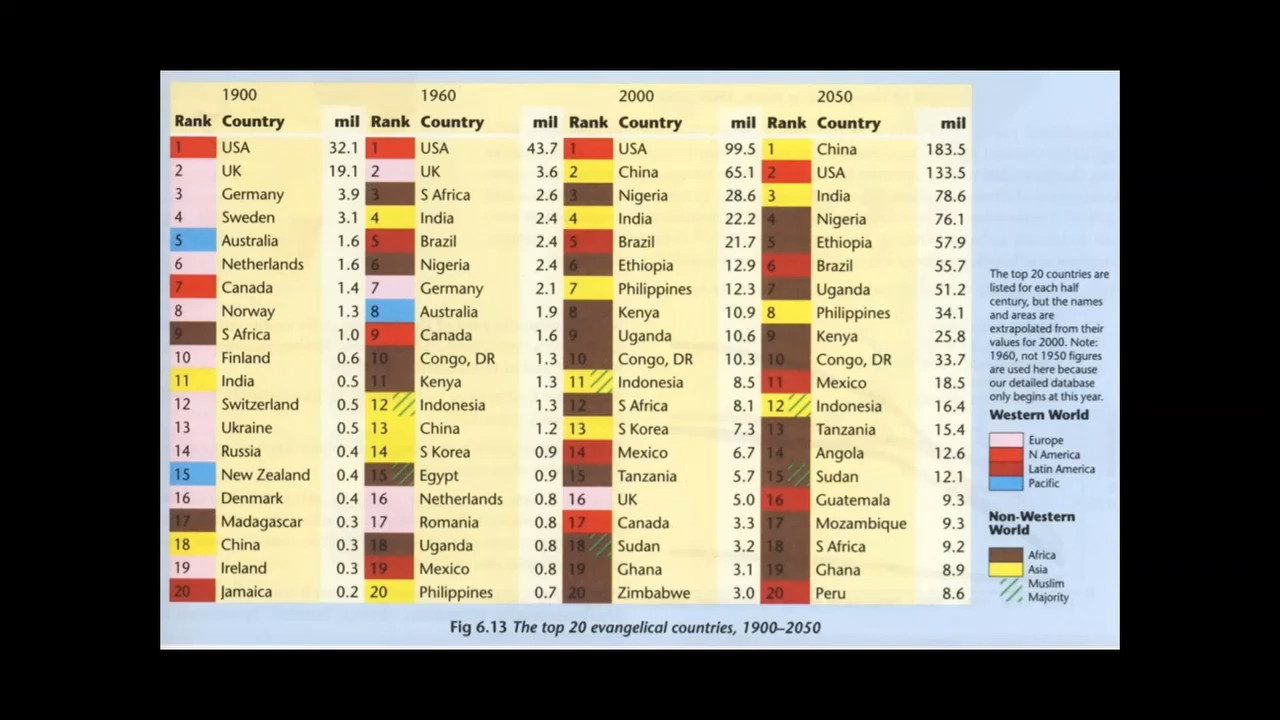 1900 1960 2000 2050
Rank Country mil Rank Country mil Rank Country mil Rank Country mil
1 USA 32.1 1 USA 43.7 1 USA 99.5 1 China 183.5
2 UK 19.1 2 UK 3.6 2 China 65.1 2 USA 133.5
3 Germany 3.9 3 S Africa 2.6 3 Nigeria 28.6 3 India 78.6
4 Sweden 3.1 4 India 2.4 4 India 22.2 4 Nigeria 76.1
5 Australia 1.6 5 Brazil 2.4 5 Brazil 21.7 5 Ethiopia 57.9
6 Netherlands 1.6 6 Nigeria 2.4 6 Ethiopia 12.9 6 Brazil 55.7
7 Canada 1.4 7 Germany 2.1 7 Philippines 12.3 7 Uganda 51.2
8 Norway 1.3 8 Australia 1.9 8 Kenya 10.9 8 Philippines 34.1
9 S Africa 1.0 9 Canada 1.6 9 Uganda 10.6 9 Kenya 25.8
10 Finland 0.6 10 Congo, DR 1.3 10 Congo, DR 10.3 10 Congo, DR 33.7
11 India 0.5 11 Kenya 1.3 11 Indonesia 8.5 11 Mexico 18.5
12 Switzerland 0.5 12 Indonesia 1.3 12 S Africa 8.1 12 Indonesia 16.4
13 Ukraine 0.5 13 China 1.2 13 S Korea 7.3 13 Tanzania 15.4
14 Russia 0.4 14 S Korea 0.9 14 Mexico 6.7 14 Angola 12.6
15 New Zealand 0.4 15 Egypt 0.9 15 Tanzania 5.7 15 Sudan 12.1
16 Denmark 0.4 16 Netherlands 0.8 16 UK 5.0 16 Guatemala 9.3
17 Madagascar 0.3 17 Romania 0.8 17 Canada 3.3 17 Mozambique 9.3
18 China 0.3 18 Uganda 0.8 18 Sudan 3.2 18 S Africa 9.2
19 Ireland 0.3 19 Mexico 0.8 19 Ghana 3.1 19 Ghana 8.9
20 Jamaica 0.2 20 Philippines 0.7 20 Zimbabwe 3.0 20 Peru 8.6
The top 20 countries are
listed for each half
century, but the names
and areas are
extrapolated from their
values for 2000. Note:
1960, not 1950 figures
are used here because
our detailed database
only begins at this year.
Western World
Europe
N America
Latin America
Pacific
Non-Western
World
Africa
Asia
Muslim
Majority
Fig 6.13 The top 20 evangelical countries, 1900–2050